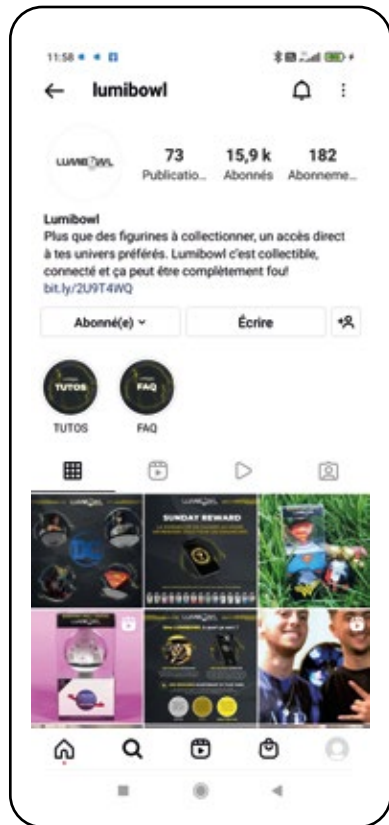 11:58
lumibowl
LUMIBOWL
73
Publicatio...
15,9 k
Abonnés
182
Abonneme...
Lumibowl
Plus que des figurines à collectionner, un accès direct
à tes univers préférés. Lumibowl c'est collectible,
connecté et ça peut être complètement fou!
bit.ly/2U9T4WQ
Abonné(e)
Écrire
TUTOS
FAQ
TUTOS
FAQ
LUMIBOWL
DC
LUMIBOWL
SUNDAY REWARD
LUMIBOWL